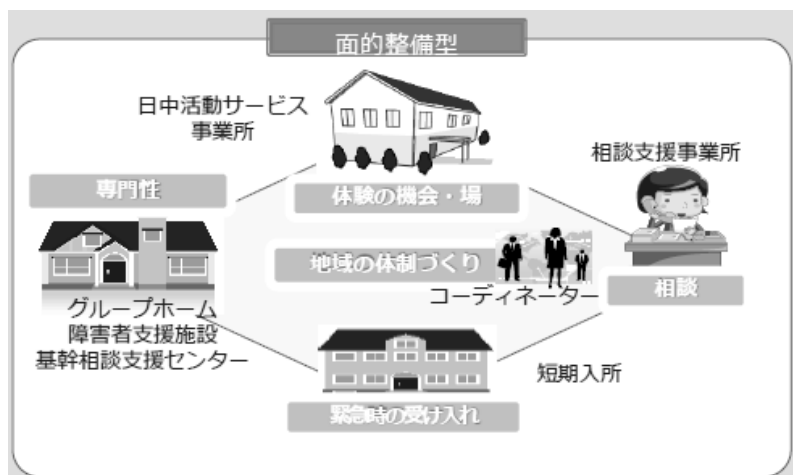 面的整備型
日中活動サービス
事業所
相談支援事業所
専門性
体験の機会・場
地域の体制づくり
コーディネーター
相談
グループホーム
障害者支援施設
基幹相談支援センター
短期入所
緊急時の受け入れ